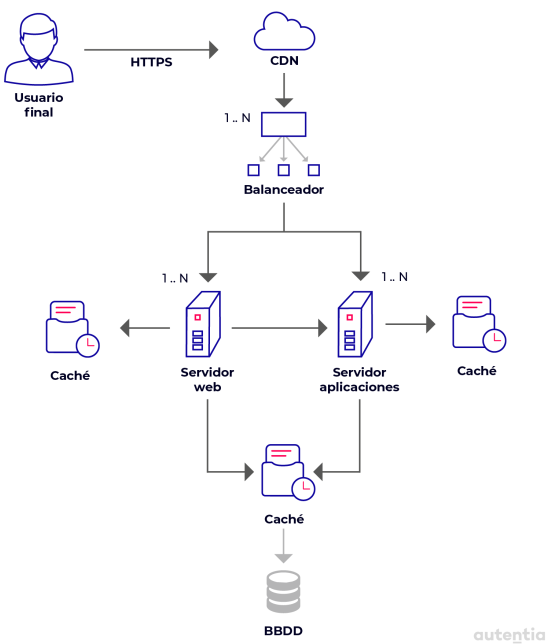 HTTPS
CDN
Usuario
final
1 .. N
Balanceador
1 .. N
1 .. N
Servidor
web
Servidor
aplicaciones
Caché
Caché
Caché
BBDD
autentia